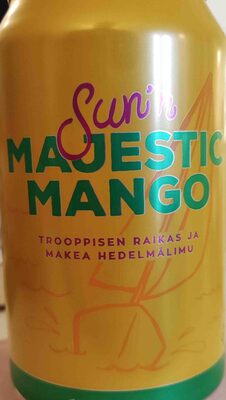 Sun'n
MAJESTIC
MANGO
TROOPPISEN RAIKAS JA
MAKEA HEDELMÄLIMU